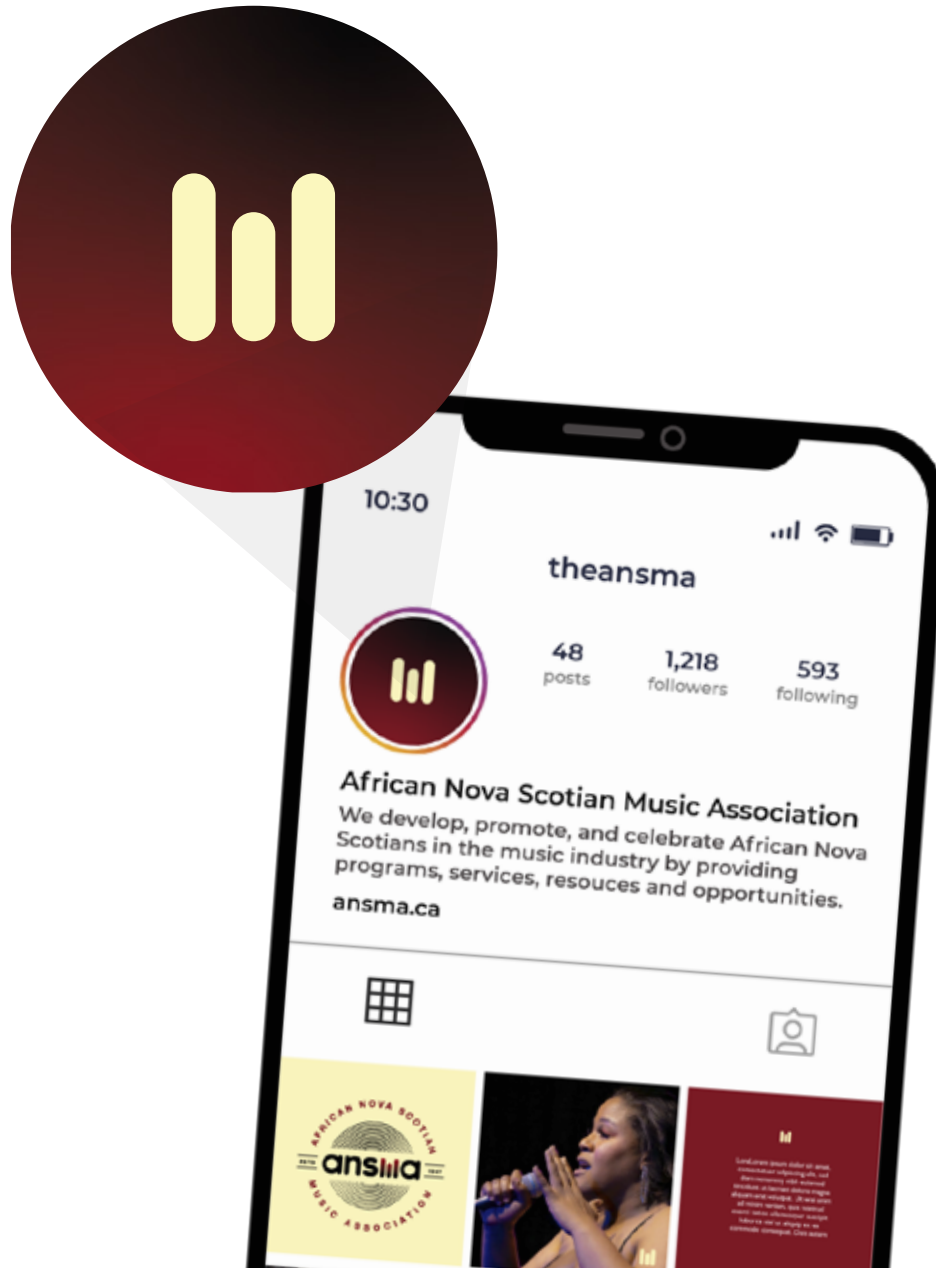 10:30
theansma
48
posts
1,218
followers
593
following
African Nova Scotian Music Association
We develop, promote, and celebrate African Nova
Scotians in the music industry by providing
programs, services, resouces and opportunities.
ansma.ca
AFRICAN NOVA SCOTIAN
ansma
MUSIC ASSOCIATION